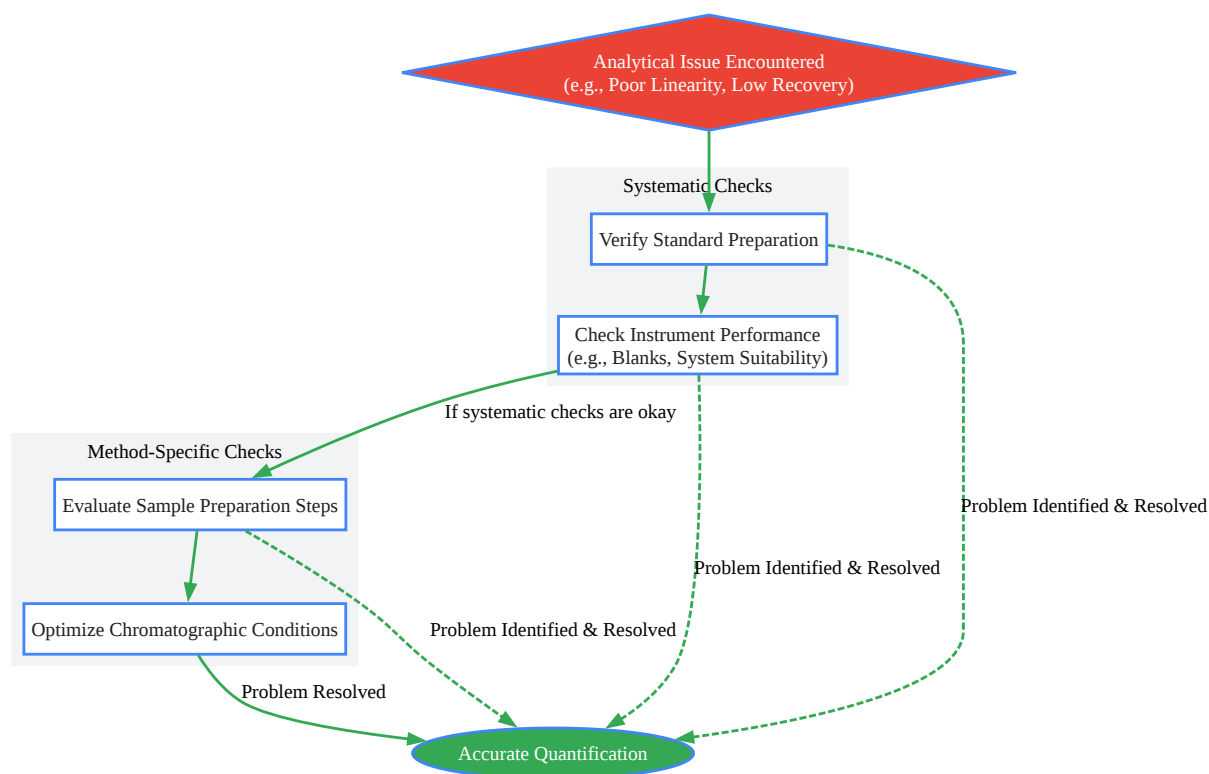 Analytical Issue Encountered
(e.g., Poor Linearity, Low Recovery)
Systematic Checks
Verify Standard Preparation
Check Instrument Performance
(e.g., Blanks, System Suitability)
If systematic checks are okay
Method-Specific Checks
Evaluate Sample Preparation Steps
Problem Identified & Resolved
Problem Identified & Resolved
Optimize Chromatographic Conditions
Problem Identified & Resolved
Problem Resolved
Accurate Quantification